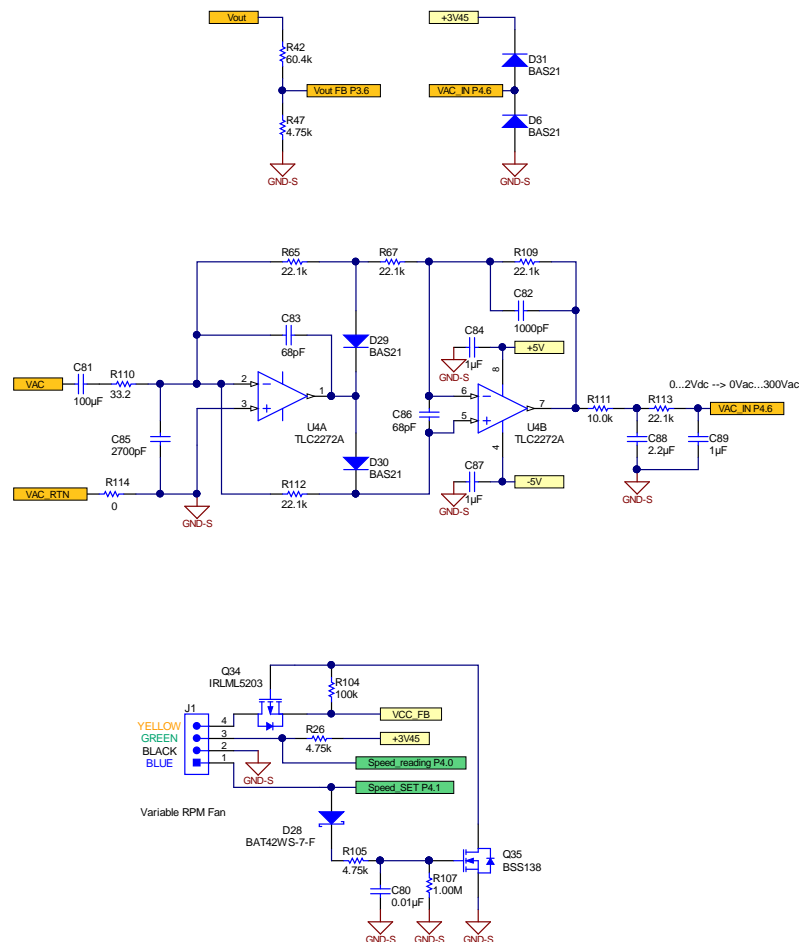 Vout
R42
60.4k
Vout FB P3.6
R47
4.75k
GND-S
+3V45
D31
BAS21
VAC_IN P4.6
D6
BAS21
GND-S
R65
22.1k
R67
22.1k
R109
22.1k
C82
1000pF
C83
68pF
D29
BAS21
C84
1µF
GND-S
+5V
8
C81
100µF
R110
33.2
VAC
2
3
1
U4A
TLC2272A
C86
68pF
6
5
7
U4B
TLC2272A
4
R111
10.0k
R113
22.1k
0...2Vdc --> 0Vac...300Vac
VAC_IN P4.6
C85
2700pF
D30
BAS21
C88
2.2µF
C89
1µF
GND-S
C87
1µF
GND-S
-5V
VAC_RTN
R114
0
GND-S
R112
22.1k
Q34
IRLML5203
R104
100k
J1
YELLOW
GREEN
BLACK
BLUE
4
3
2
1
VCC_FB
R26
4.75k
+3V45
GND-S
Speed_reading P4.0
Speed_SET P4.1
Variable RPM Fan
D28
BAT42WS-7-F
R105
4.75k
C80
0.01µF
R107
1.00M
Q35
BSS138
GND-S
GND-S
GND-S